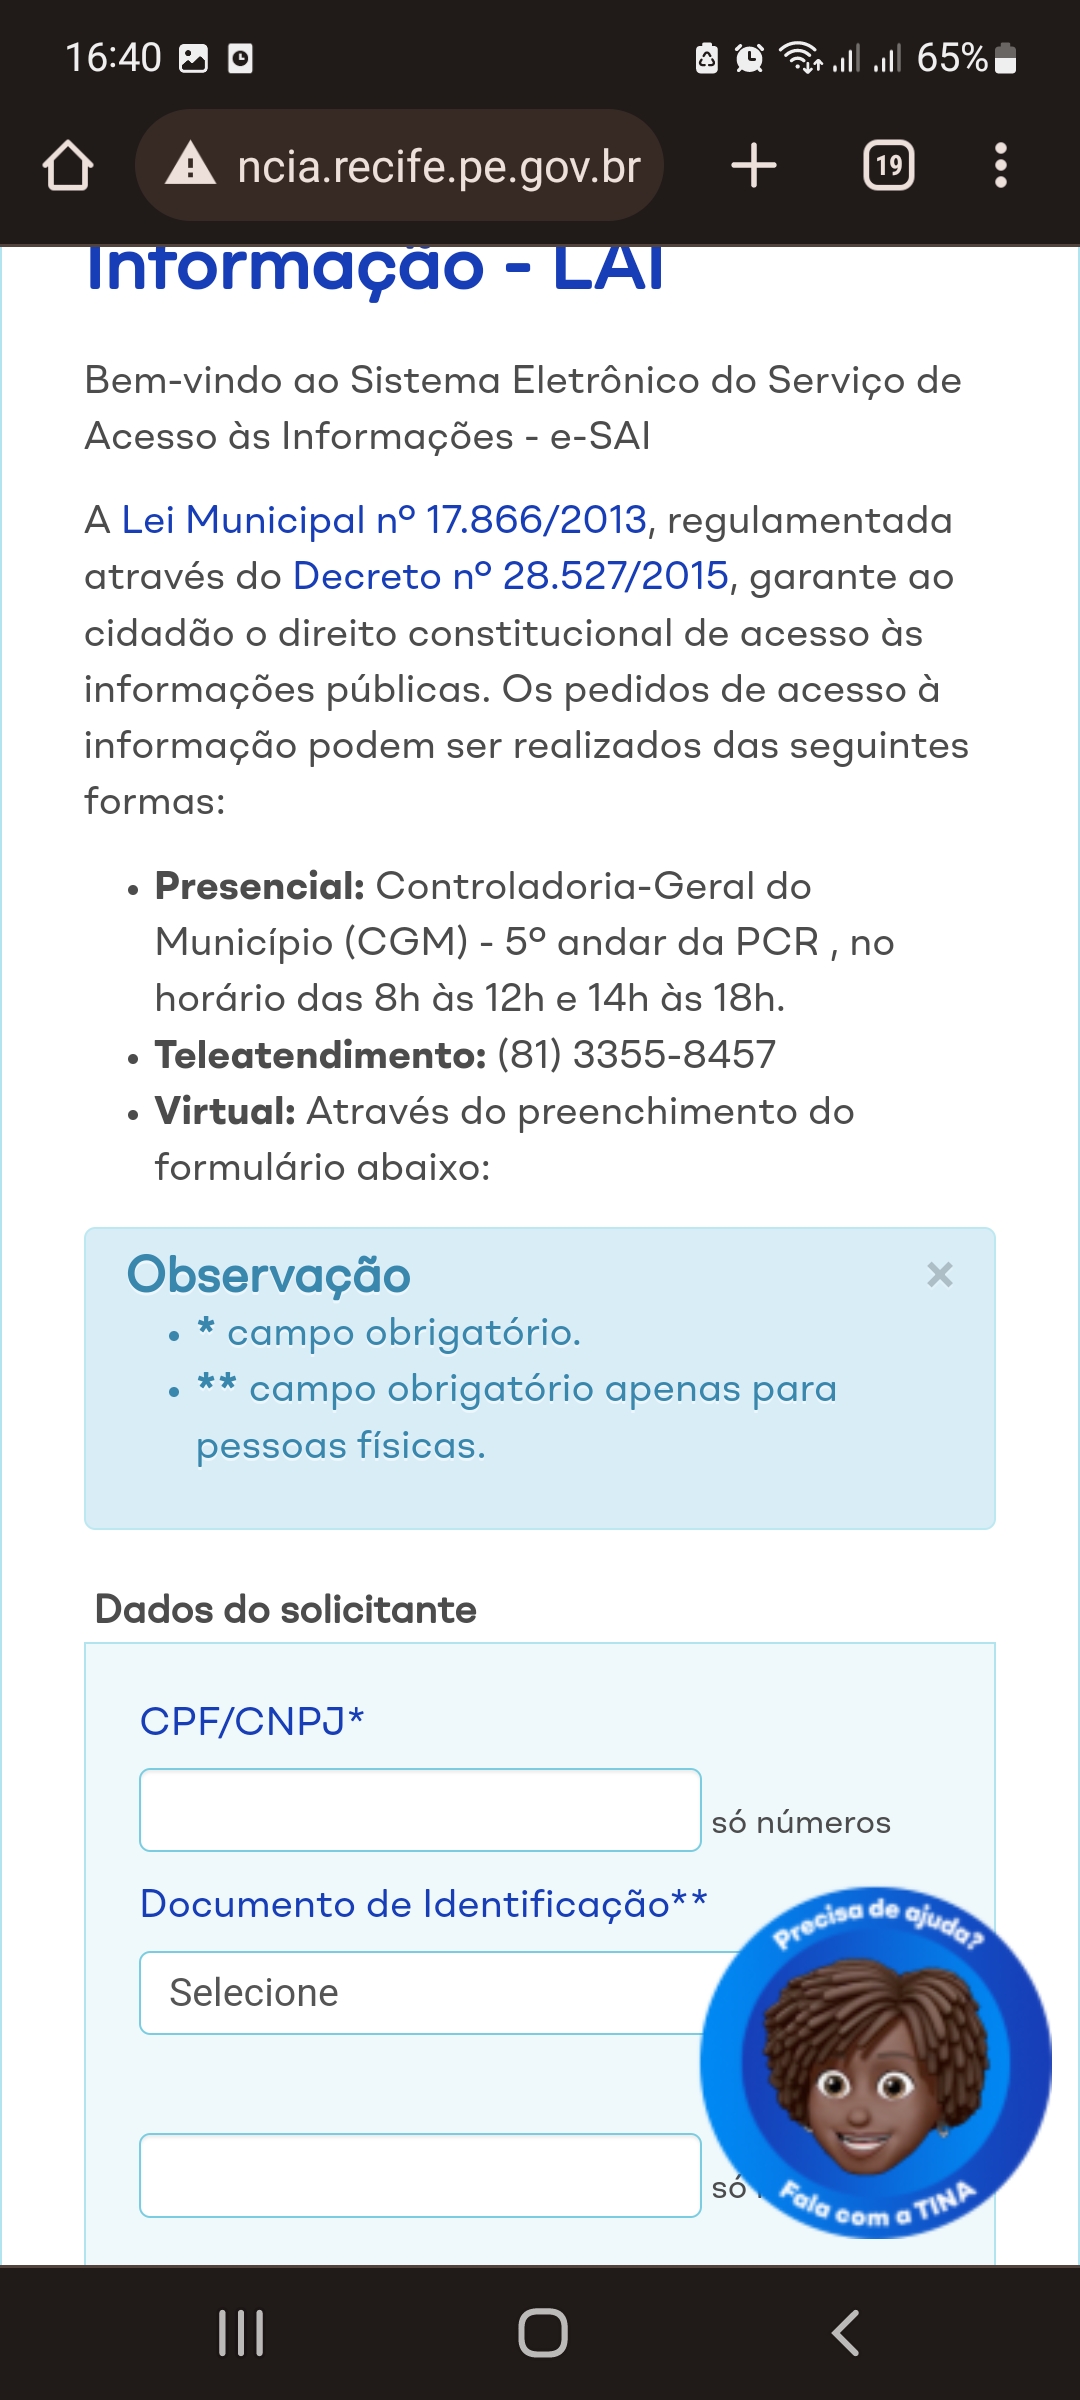 16:40
65%
ncia.recife.pe.gov.br
19
Informação - LAI
Bem-vindo ao Sistema Eletrônico do Serviço de
Acesso às Informações - e-SAI
A Lei Municipal nº 17.866/2013, regulamentada
através do Decreto nº 28.527/2015, garante ao
cidadão o direito constitucional de acesso às
informações públicas. Os pedidos de acesso à
informação podem ser realizados das seguintes
formas:
• Presencial: Controladoria-Geral do
Município (CGM) - 5º andar da PCR , no
horário das 8h às 12h e 14h às 18h.
• Teleatendimento: (81) 3355-8457
• Virtual: Através do preenchimento do
formulário abaixo:
Observação ×
• * campo obrigatório.
• ** campo obrigatório apenas para
pessoas físicas.
Dados do solicitante
CPF/CNPJ*
só números
Documento de Identificação**
Selecione
só
Precisa de ajuda?
Fala com a TINA